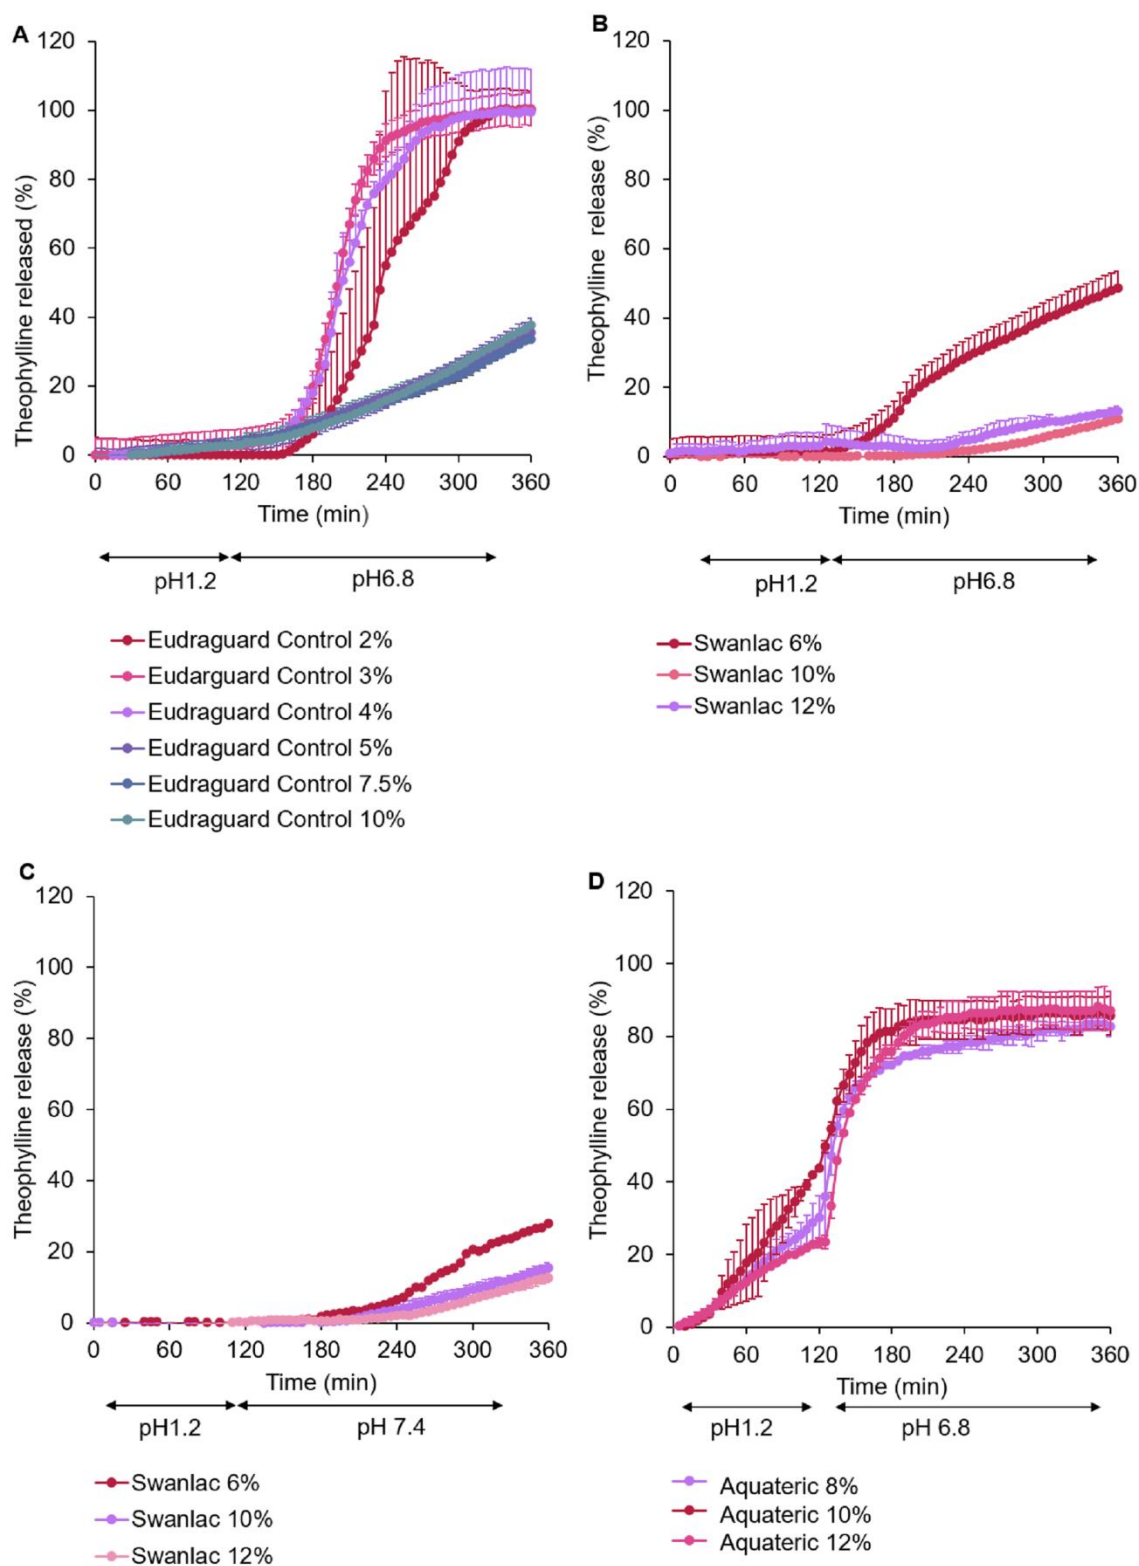 A
120
100
80
60
40
20
0
Theophylline released (%)
0 60 120 180 240 300 360
Time (min)
pH1.2 pH6.8
Eudraguard Control 2%
Eudarguard Control 3%
Eudraguard Control 4%
Eudraguard Control 5%
Eudraguard Control 7.5%
Eudraguard Control 10%
B
120
100
80
60
40
20
0
Theophylline release (%)
0 60 120 180 240 300 360
Time (min)
pH1.2 pH6.8
Swanlac 6%
Swanlac 10%
Swanlac 12%
C
120
100
80
60
40
20
0
Theophylline release (%)
0 60 120 180 240 300 360
Time (min)
pH1.2 pH 7.4
Swanlac 6%
Swanlac 10%
Swanlac 12%
D
120
100
80
60
40
20
0
Theophylline release (%)
0 60 120 180 240 300 360
Time (min)
pH1.2 pH 6.8
Aquateric 8%
Aquateric 10%
Aquateric 12%